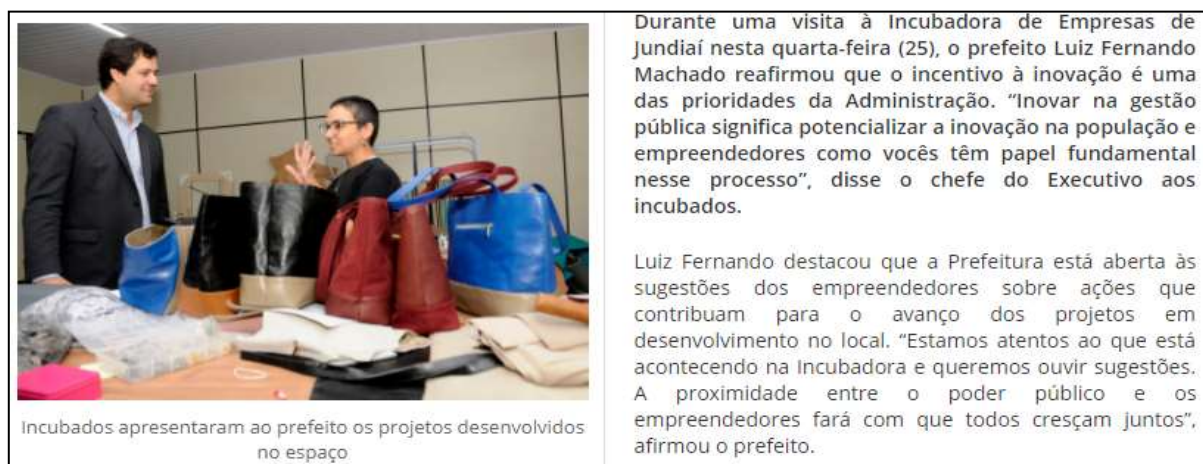 Durante uma visita à Incubadora de Empresas de
Jundiaí nesta quarta-feira (25), o prefeito Luiz Fernando
Machado reafirmou que o incentivo à inovação é uma
das prioridades da Administração. “Inovar na gestão
pública significa potencializar a inovação na população e
empreendedores como vocês têm papel fundamental
nesse processo”, disse o chefe do Executivo aos
incubados.
Luiz Fernando destacou que a Prefeitura está aberta às
sugestões dos empreendedores sobre ações que
contribuam para o avanço dos projetos em
desenvolvimento no local. “Estamos atentos ao que está
acontecendo na Incubadora e queremos ouvir sugestões.
A proximidade entre o poder público e os
empreendedores fará com que todos cresçam juntos”,
afirmou o prefeito.
Incubados apresentaram ao prefeito os projetos desenvolvidos
no espaço